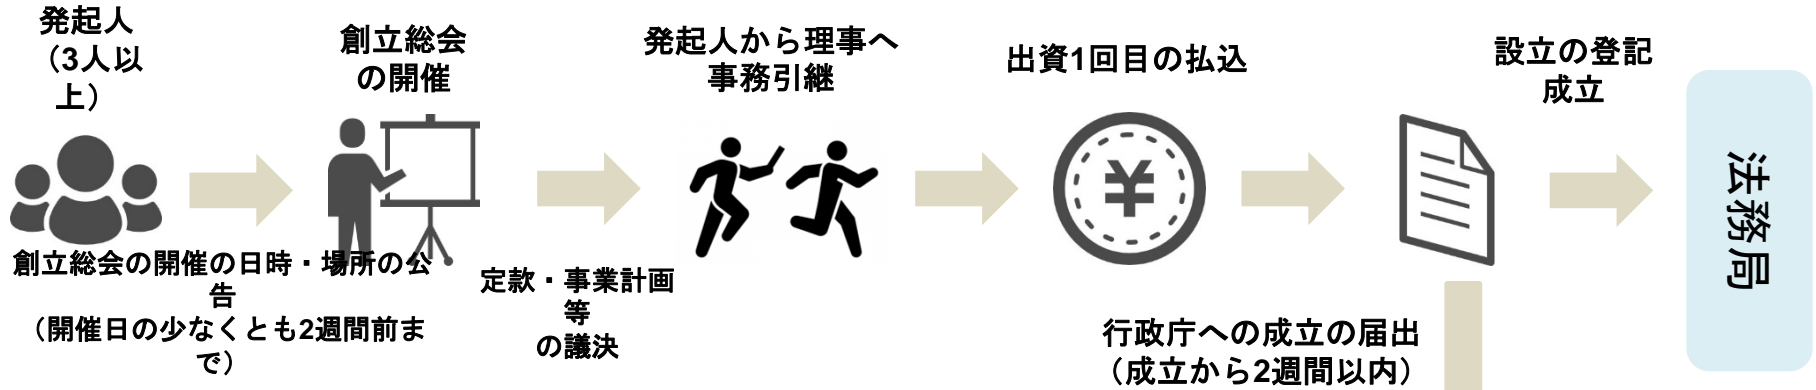 発起人
（3人以
上）
創立総会
の開催
発起人から理事へ
事務引継
出資1回目の払込
設立の登記
成立
¥
法務局
創立総会の開催の日時・場所の公
告
（開催日の少なくとも2週間前ま
で）
定款・事業計画
等
の議決
行政庁への成立の届出
（成立から2週間以内）